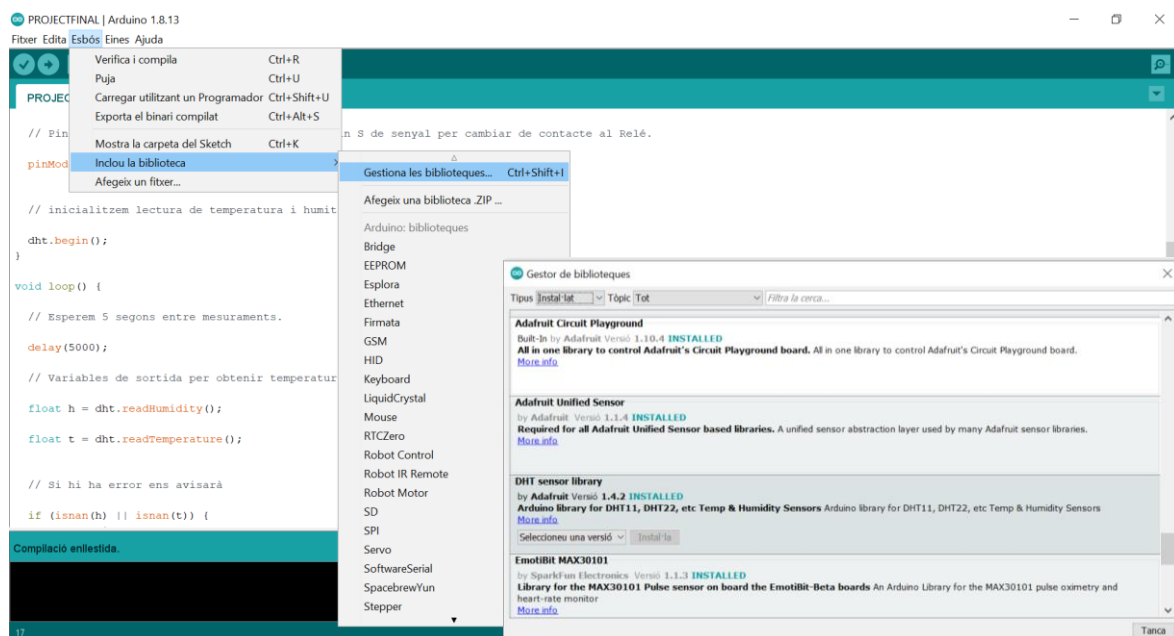 PROJECTFINAL | Arduino 1.8.13
Fitxer Edita Esbós Eines Ajuda
Verifica i compila Ctrl+R
Puja Ctrl+U
Carregar utilitzant un Programador Ctrl+Shift+U
Exporta el binari compilat Ctrl+Alt+S
Mostra la carpeta del Sketch Ctrl+K
Inclou la biblioteca
Afegeix un fitxer...
PROJEC
// Pin
n S de senyal per cambiar de contacte al Relé.
pinMod
// inicialitzem lectura de temperatura i humit
dht.begin();
}
void loop() {
// Esperem 5 segons entre mesuraments.
delay(5000);
// Variables de sortida per obtenir temperatur
float h = dht.readHumidity();
float t = dht.readTemperature();
// Si hi ha error ens avisarà
if (isnan(h) || isnan(t)) {
Compilació enllestida.
17
Gestiona les biblioteques... Ctrl+Shift+I
Afegeix una biblioteca .ZIP ...
Arduino: biblioteques
Bridge
EEPROM
Esplora
Ethernet
Firmata
GSM
HID
Keyboard
LiquidCrystal
Mouse
RTCZero
Robot Control
Robot IR Remote
Robot Motor
SD
SPI
Servo
SoftwareSerial
SpacebrewYun
Stepper
Gestor de biblioteques
Tipus Instal·lat Tòpic Tot Filtra la cerca...
Adafruit Circuit Playground
Built-In by Adafruit Versió 1.10.4 INSTALLED
All in one library to control Adafruit's Circuit Playground board. All in one library to control Adafruit's Circuit Playground board.
More info
Adafruit Unified Sensor
by Adafruit Versió 1.1.4 INSTALLED
Required for all Adafruit Unified Sensor based libraries. A unified sensor abstraction layer used by many Adafruit sensor libraries.
More info
DHT sensor library
by Adafruit Versió 1.4.2 INSTALLED
Arduino library for DHT11, DHT22, etc Temp & Humidity Sensors Arduino library for DHT11, DHT22, etc Temp & Humidity Sensors
More info
Seleccioneu una versió Instal·la
EmotiBit MAX30101
by SparkFun Electronics Versió 1.1.3 INSTALLED
Library for the MAX30101 Pulse sensor on board the EmotiBit-Beta boards An Arduino Library for the MAX30101 pulse oximetry and
heart-rate monitor
More info
Tanca